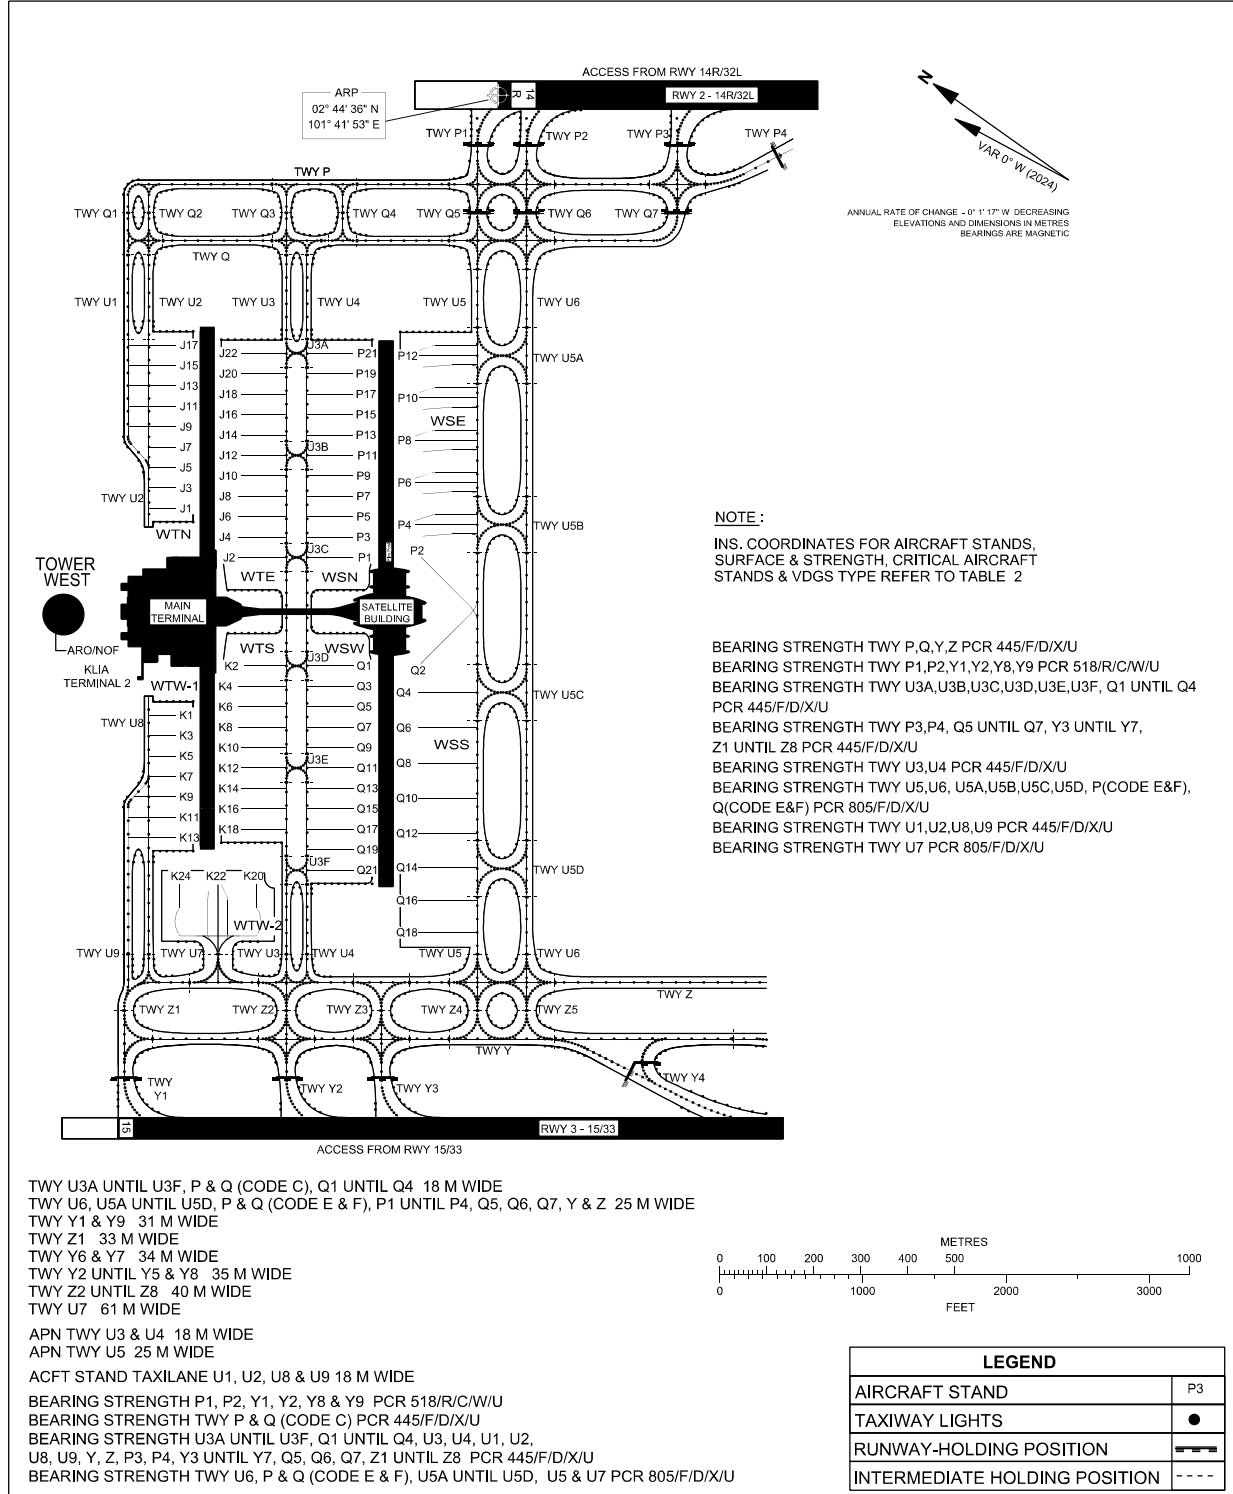 ACCESS FROM RWY 14R/32L
ARP
02° 44' 36" N
101° 41' 53" E
14
R
RWY 2 - 14R/32L
N
VAR 0° W (2024)
ANNUAL RATE OF CHANGE - 0° 1' 17" W DECREASING
ELEVATIONS AND DIMENSIONS IN METRES
BEARINGS ARE MAGNETIC
TWY P1
TWY P2
TWY P3
TWY P4
TWY P
TWY Q1
TWY Q2
TWY Q3
TWY Q4
TWY Q5
TWY Q6
TWY Q7
TWY Q
TWY U1
TWY U2
TWY U3
TWY U4
TWY U5
TWY U6
J17
J15
J13
J11
J9
J7
J5
J3
J1
TWY U2
WTN
J22
J20
J18
J16
J14
J12
J10
J8
J6
J4
J2
U3A
U3B
U3C
P21
P19
P17
P15
P13
P11
P9
P7
P5
P3
P1
P12
P10
WSE
P8
P6
P4
P2
TWY U5A
TWY U5B
WTE
WSN
TOWER
WEST
ARO/NOF
KLIA
TERMINAL 2
MAIN
TERMINAL
SATELLITE
BUILDING
WTS
WSW
WTW-1
TWY U8
K1
K3
K5
K7
K9
K11
K13
K2
K4
K6
K8
K10
K12
K14
K16
K18
U3D
U3E
U3F
Q1
Q3
Q5
Q7
Q9
Q11
Q13
Q15
Q17
Q19
Q21
Q2
Q4
Q6
WSS
Q8
Q10
Q12
Q14
Q16
Q18
TWY U5C
TWY U5D
K24
K22
K20
WTW-2
TWY U9
TWY U7
TWY U3
TWY U4
TWY U5
TWY U6
TWY Z
TWY Z1
TWY Z2
TWY Z3
TWY Z4
TWY Z5
TWY Y
TWY
Y1
TWY Y2
TWY Y3
TWY Y4
15
RWY 3 - 15/33
ACCESS FROM RWY 15/33
NOTE :
INS. COORDINATES FOR AIRCRAFT STANDS,
SURFACE & STRENGTH, CRITICAL AIRCRAFT
STANDS & VDGS TYPE REFER TO TABLE 2
BEARING STRENGTH TWY P,Q,Y,Z PCR 445/F/D/X/U
BEARING STRENGTH TWY P1,P2,Y1,Y2,Y8,Y9 PCR 518/R/C/W/U
BEARING STRENGTH TWY U3A,U3B,U3C,U3D,U3E,U3F, Q1 UNTIL Q4
PCR 445/F/D/X/U
BEARING STRENGTH TWY P3,P4, Q5 UNTIL Q7, Y3 UNTIL Y7,
Z1 UNTIL Z8 PCR 445/F/D/X/U
BEARING STRENGTH TWY U3,U4 PCR 445/F/D/X/U
BEARING STRENGTH TWY U5,U6, U5A,U5B,U5C,U5D, P(CODE E&F),
Q(CODE E&F) PCR 805/F/D/X/U
BEARING STRENGTH TWY U1,U2,U8,U9 PCR 445/F/D/X/U
BEARING STRENGTH TWY U7 PCR 805/F/D/X/U
TWY U3A UNTIL U3F, P & Q (CODE C), Q1 UNTIL Q4 18 M WIDE
TWY U6, U5A UNTIL U5D, P & Q (CODE E & F), P1 UNTIL P4, Q5, Q6, Q7, Y & Z 25 M WIDE
TWY Y1 & Y9 31 M WIDE
TWY Z1 33 M WIDE
TWY Y6 & Y7 34 M WIDE
TWY Y2 UNTIL Y5 & Y8 35 M WIDE
TWY Z2 UNTIL Z8 40 M WIDE
TWY U7 61 M WIDE
APN TWY U3 & U4 18 M WIDE
APN TWY U5 25 M WIDE
ACFT STAND TAXILANE U1, U2, U8 & U9 18 M WIDE
BEARING STRENGTH P1, P2, Y1, Y2, Y8 & Y9 PCR 518/R/C/W/U
BEARING STRENGTH TWY P & Q (CODE C) PCR 445/F/D/X/U
BEARING STRENGTH U3A UNTIL U3F, Q1 UNTIL Q4, U3, U4, U1, U2,
U8, U9, Y, Z, P3, P4, Y3 UNTIL Y7, Q5, Q6, Q7, Z1 UNTIL Z8 PCR 445/F/D/X/U
BEARING STRENGTH TWY U6, P & Q (CODE E & F), U5A UNTIL U5D, U5 & U7 PCR 805/F/D/X/U
METRES
0 100 200 300 400 500 1000
0 1000 2000 3000
FEET
LEGEND
AIRCRAFT STAND P3
TAXIWAY LIGHTS
RUNWAY-HOLDING POSITION
INTERMEDIATE HOLDING POSITION